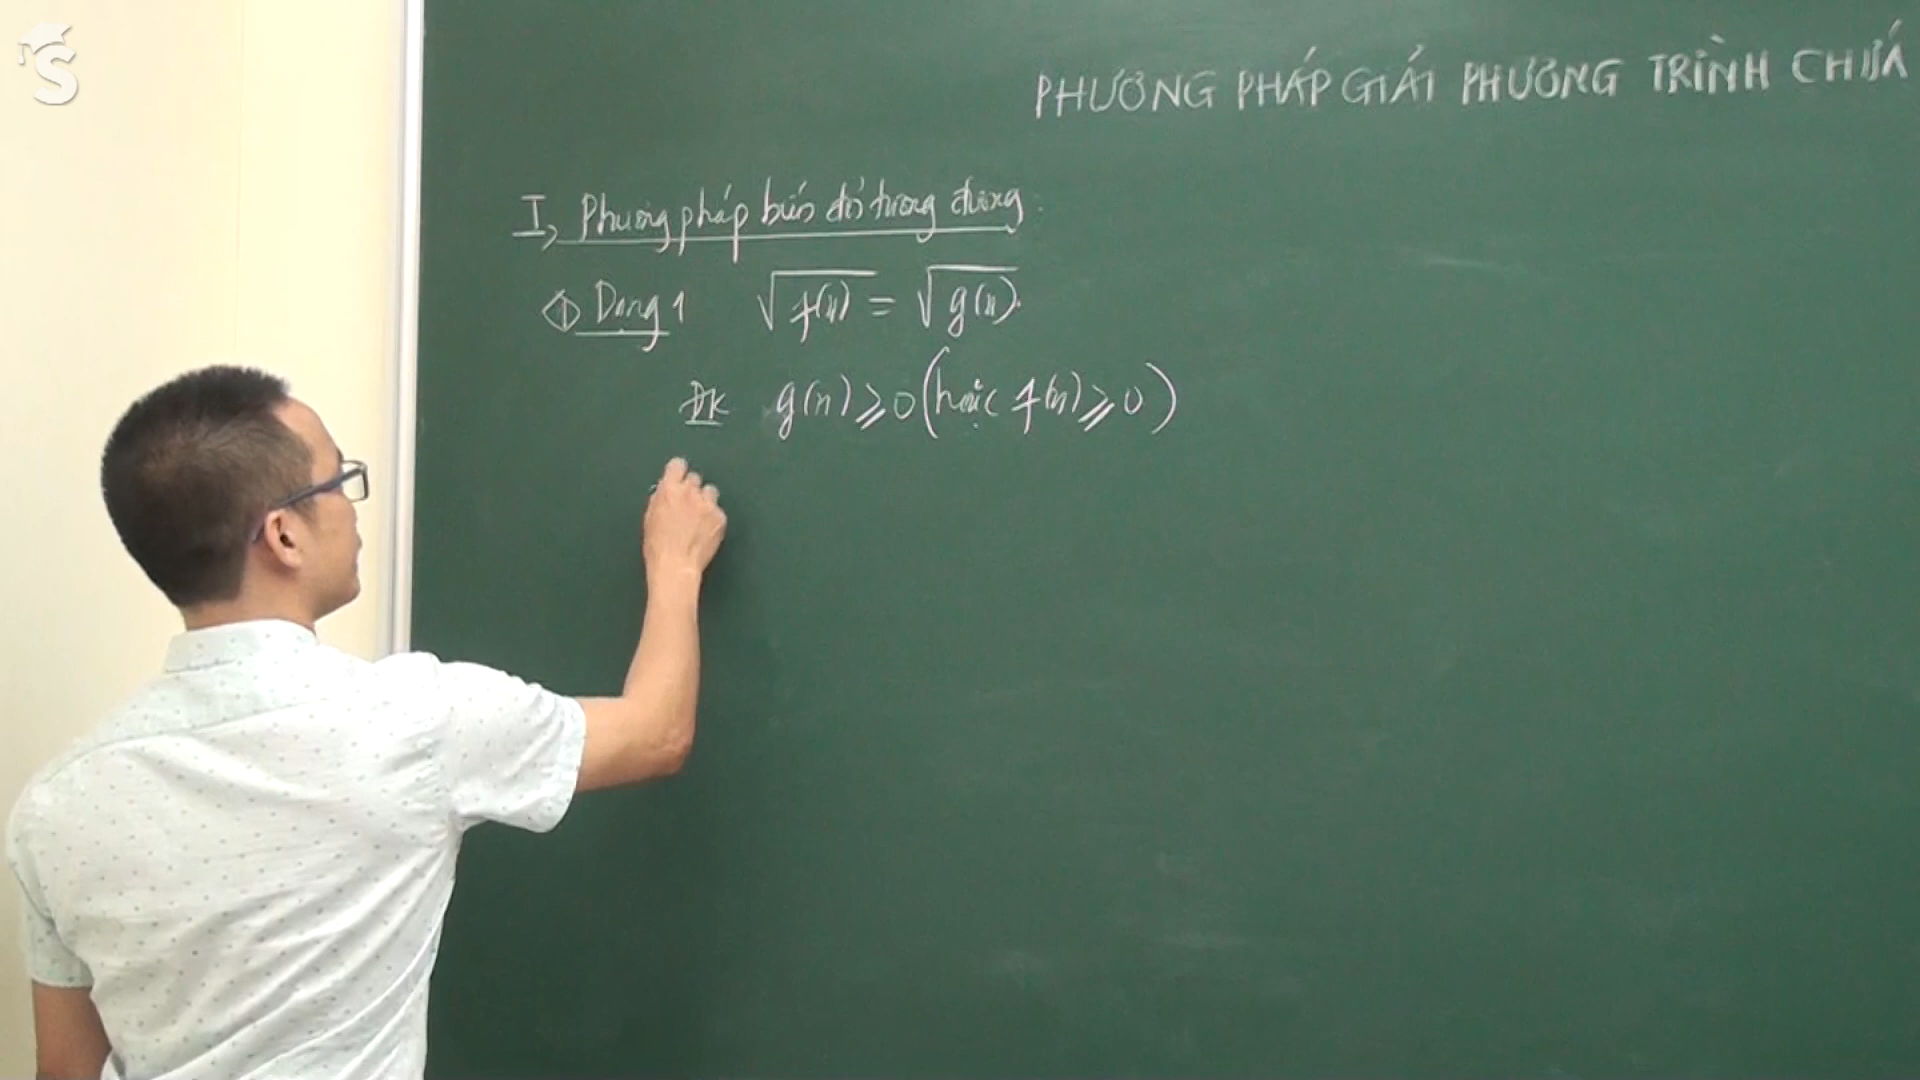 PHƯƠNG PHÁP GIẢI PHƯƠNG TRÌNH CHỨA
I, Phương pháp biến đổi tương đương:
① Dạng 1 √f(x) = √g(x).
ĐK g(x) ⩾ 0 (hoặc f(x) ⩾ 0)
S